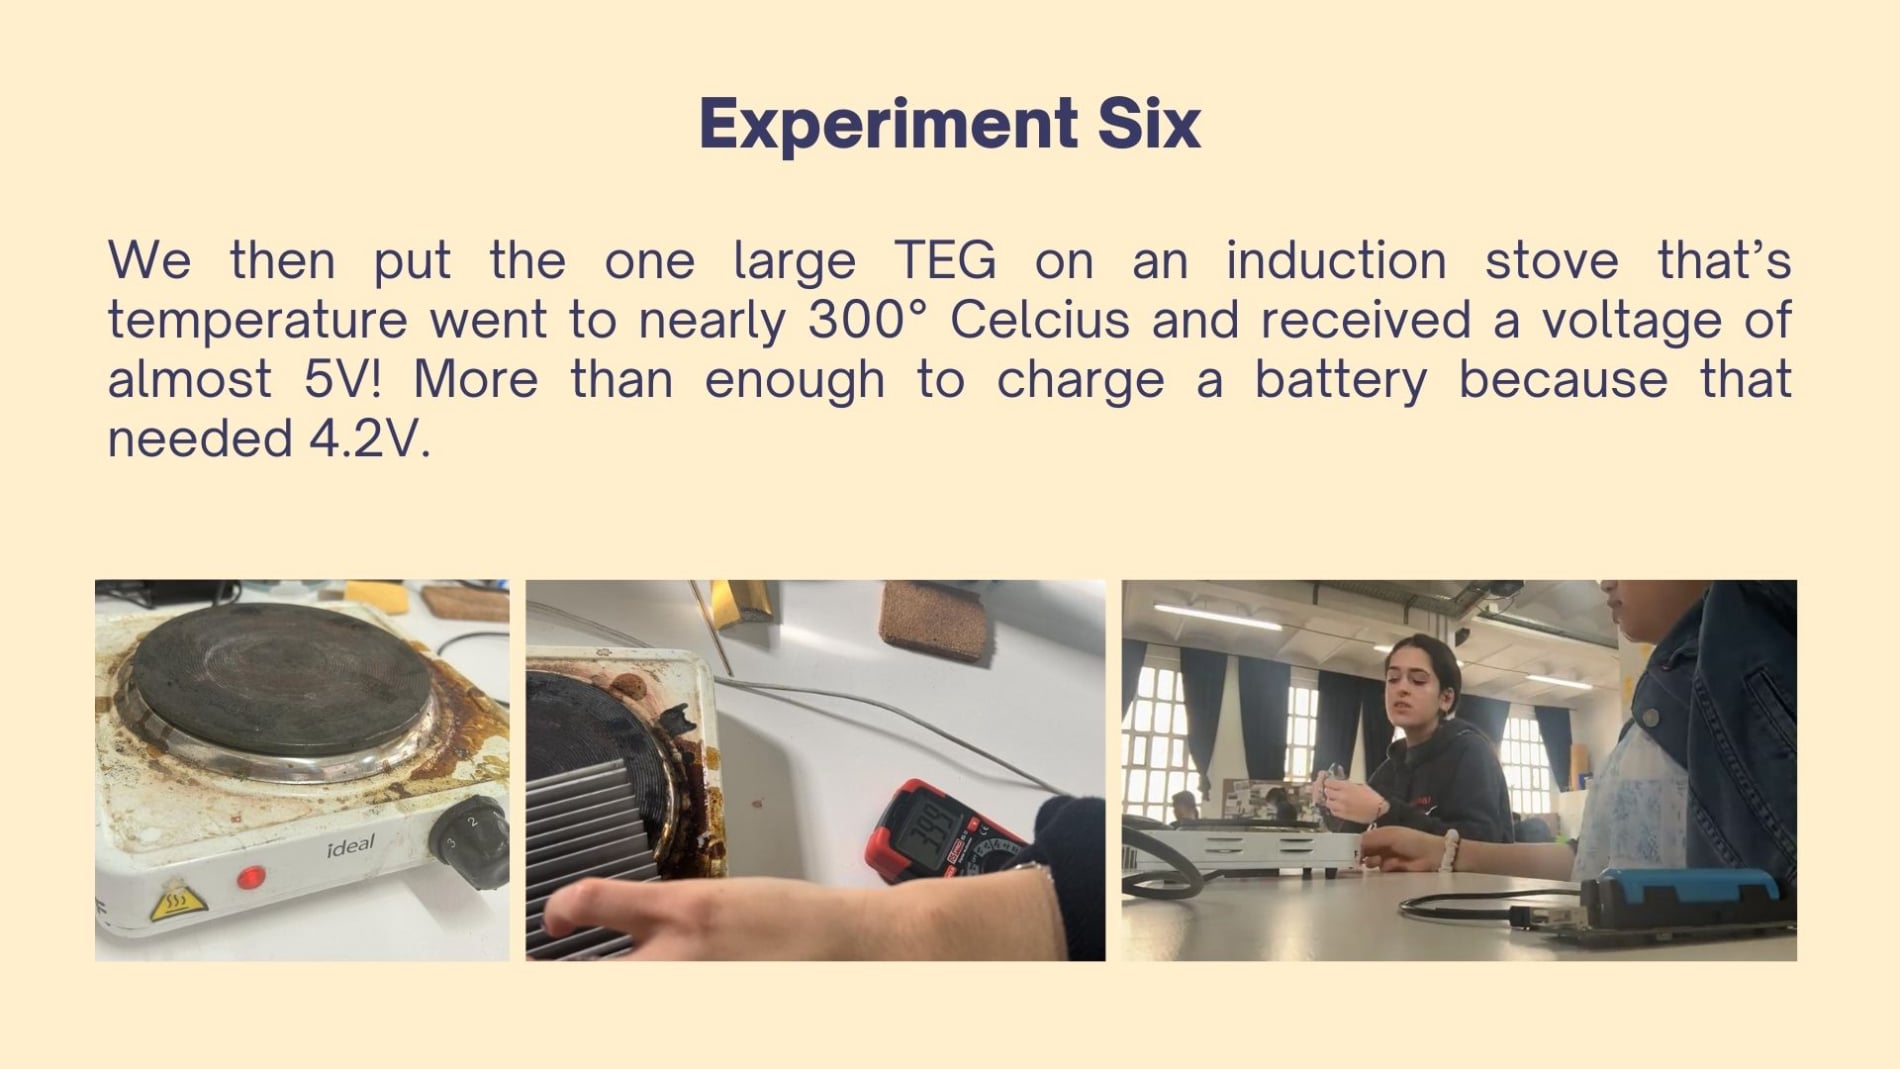 Experiment Six
We then put the one large TEG on an induction stove that's
temperature went to nearly 300° Celcius and received a voltage of
almost 5V! More than enough to charge a battery because that
needed 4.2V.
ideal
3 2